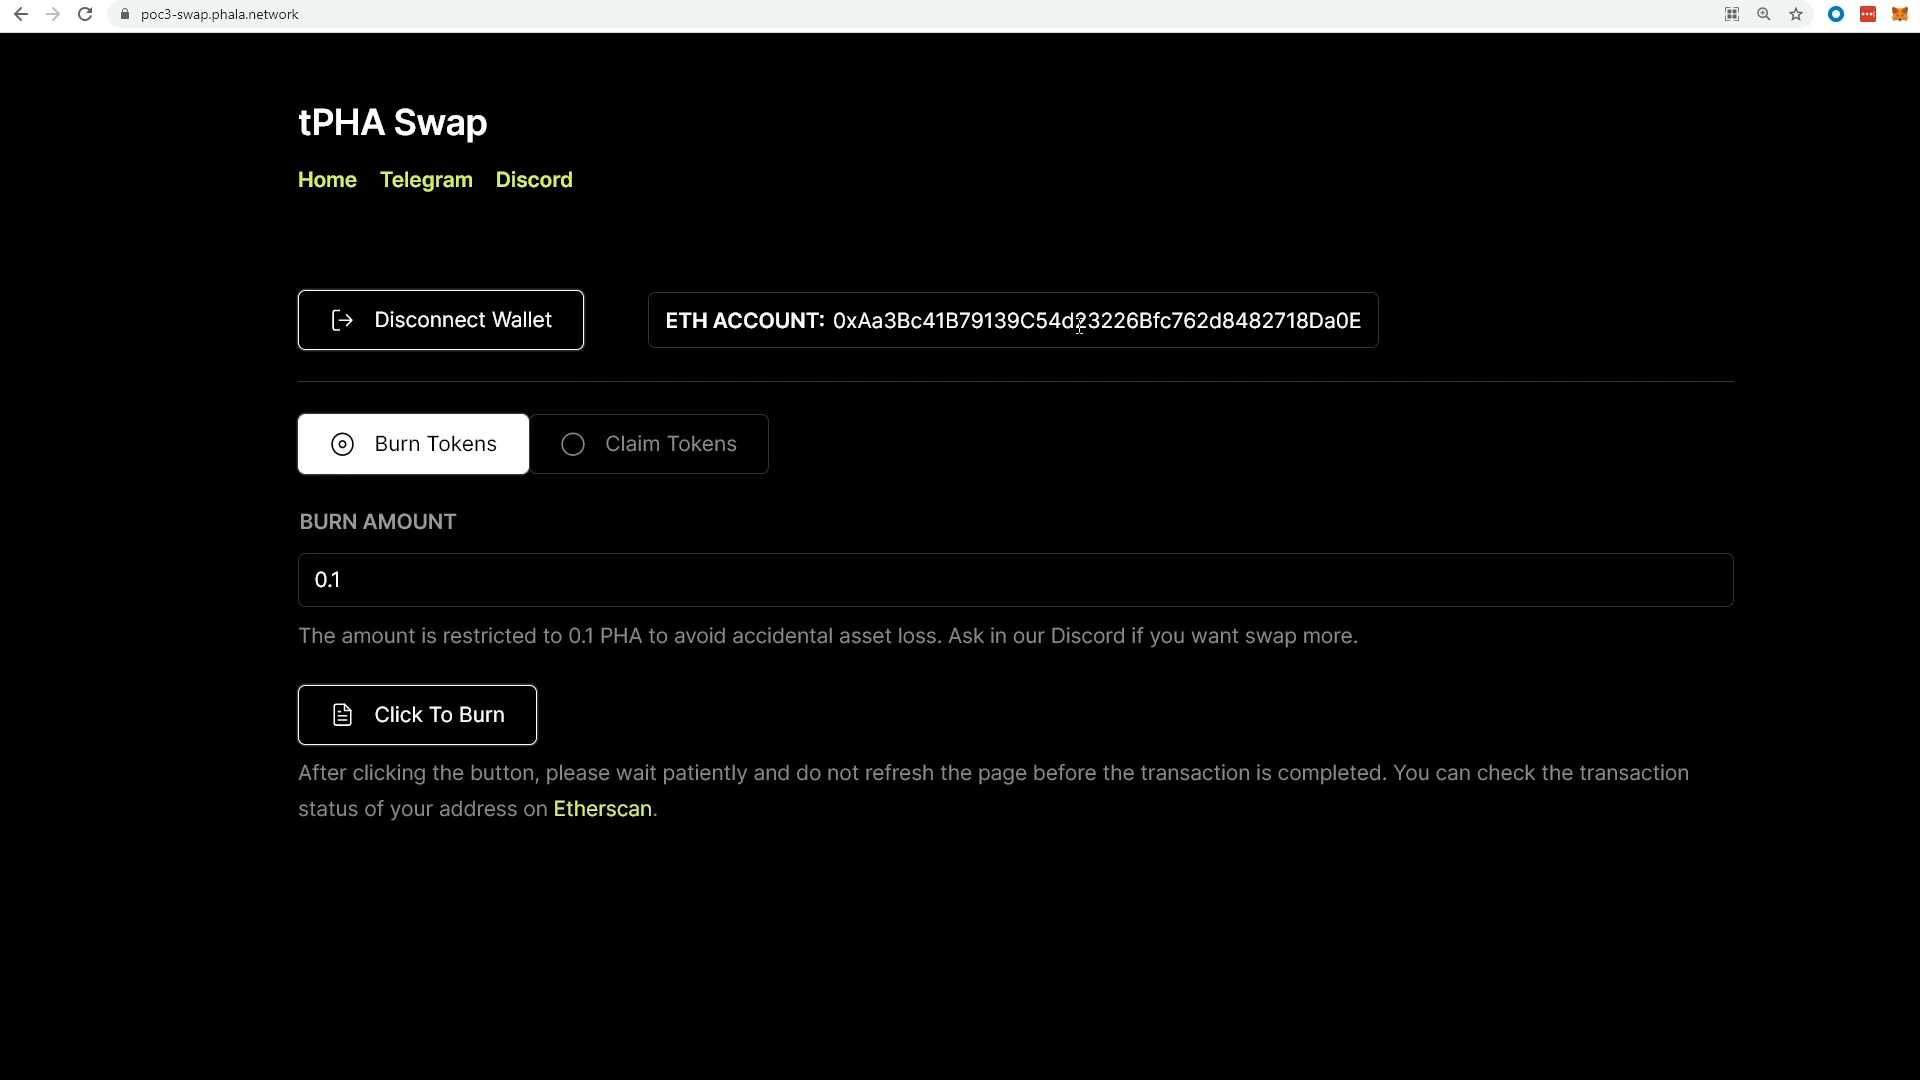 poc3-swap.phala.network
tPHA Swap
Home Telegram Discord
Disconnect Wallet
ETH ACCOUNT: 0xAa3Bc41B79139C54d23226Bfc762d8482718Da0E
Burn Tokens
Claim Tokens
BURN AMOUNT
0.1
The amount is restricted to 0.1 PHA to avoid accidental asset loss. Ask in our Discord if you want swap more.
Click To Burn
After clicking the button, please wait patiently and do not refresh the page before the transaction is completed. You can check the transaction
status of your address on Etherscan.